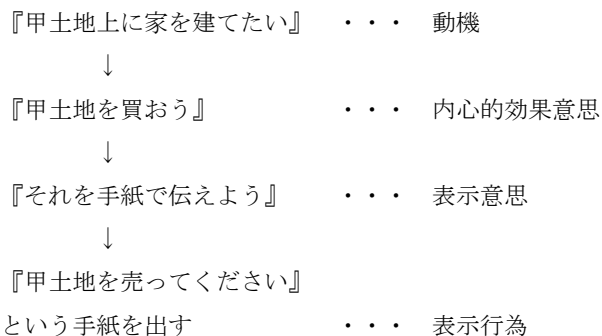 『甲土地上に家を建てたい』 ・・・ 動機
↓
『甲土地を買おう』 ・・・ 内心的効果意思
↓
『それを手紙で伝えよう』 ・・・ 表示意思
↓
『甲土地を売ってください』
という手紙を出す ・・・ 表示行為